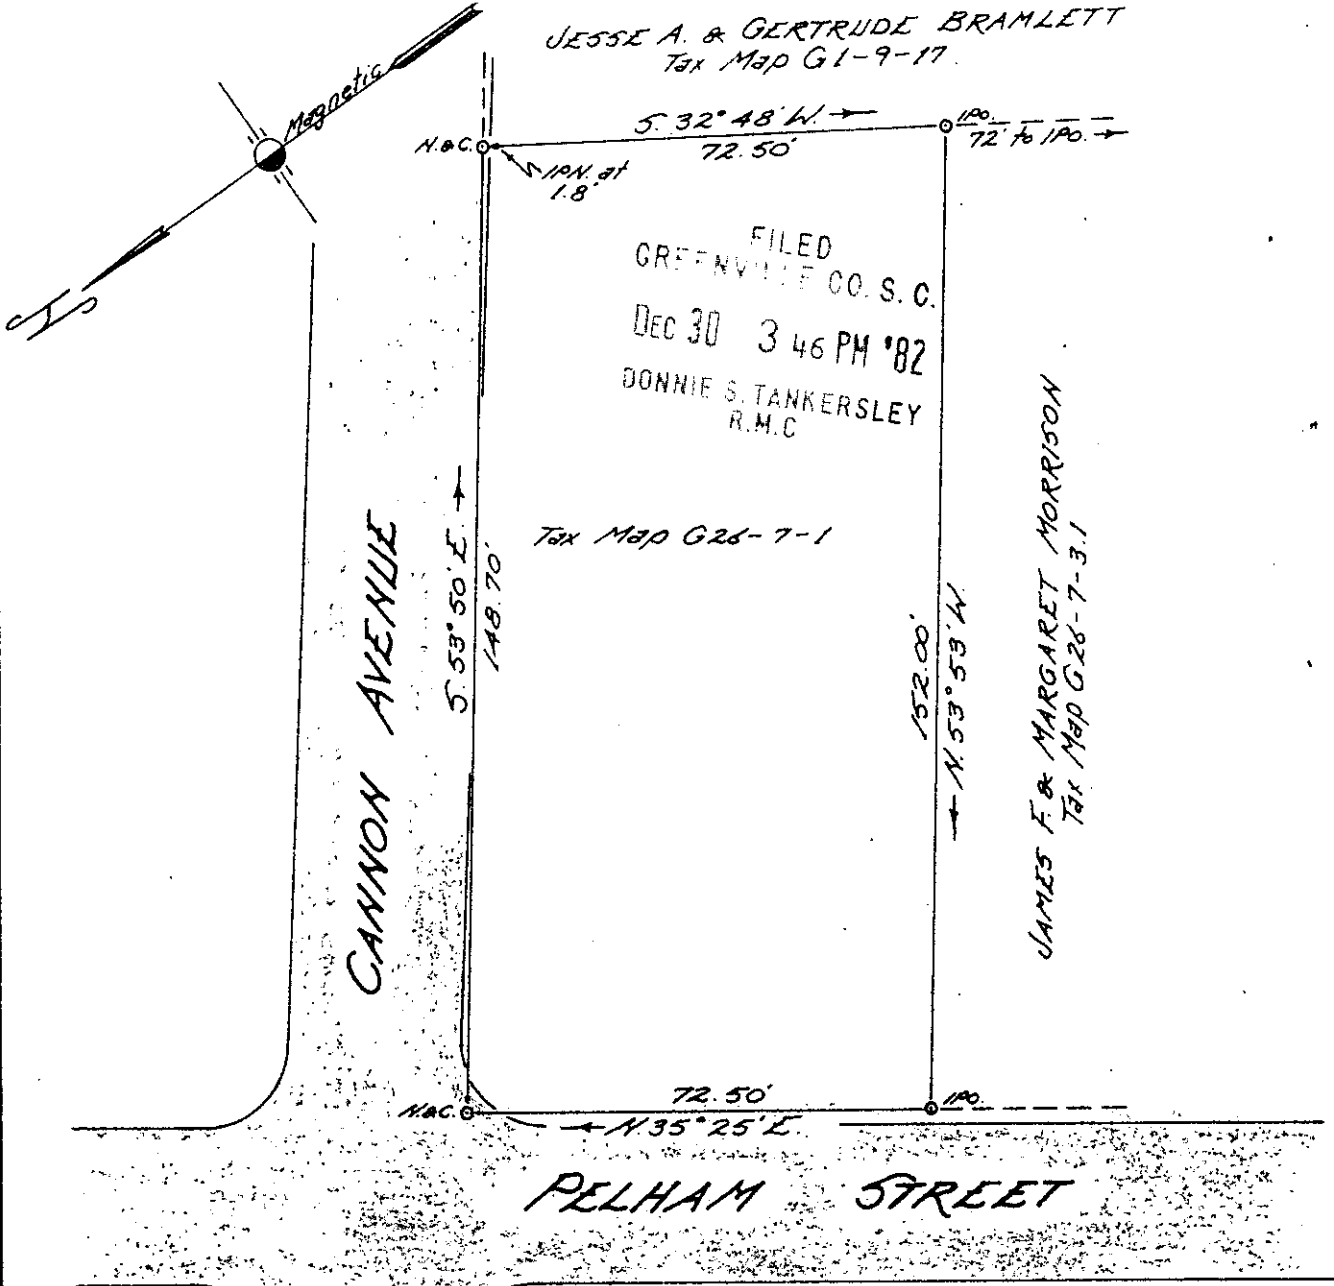 JESSE A. & GERTRUDE BRAMLETT
Tax Map G1-9-17
Magnetic
N.&C.
S. 32° 48' W. →
72.50'
IPO.
72' to IPO. →
IPN. at
1.8'
FILED
GREENVILLE CO. S. C.
DEC 30 3 46 PM '82
DONNIE S. TANKERSLEY
R.M.C
Tax Map G26-7-1
CANNON AVENUE
S. 53° 50' E. →
148.70'
152.00'
← N. 53° 53' W.
JAMES F. & MARGARET MORRISON
Tax Map G26-7-3.1
N&C.
72.50'
← N. 35° 25' E.
IPO.
PELHAM STREET